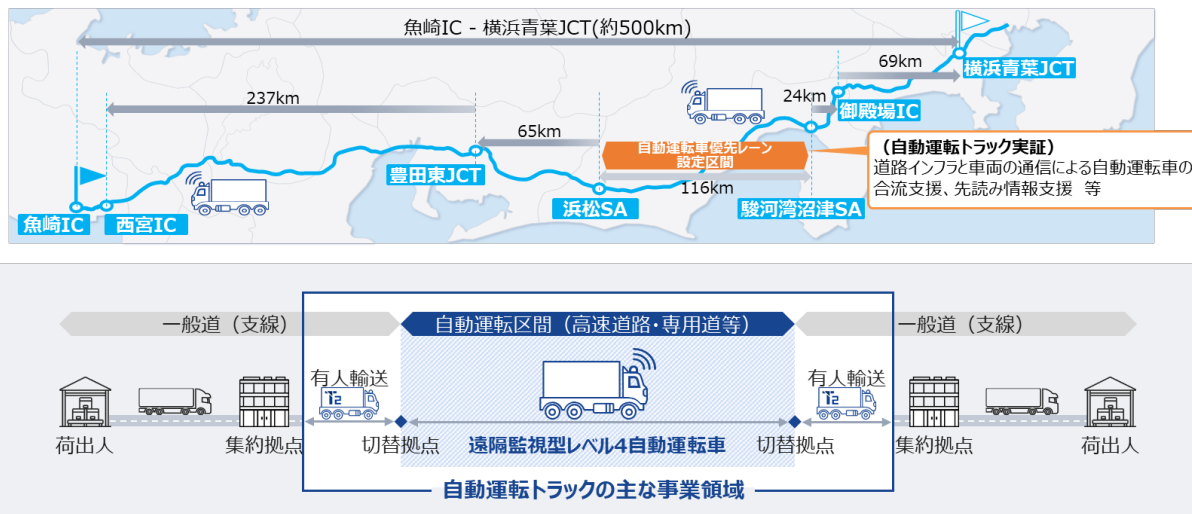 魚崎IC - 横浜青葉JCT(約500km)
69km
横浜青葉JCT
237km
24km
御殿場IC
65km
自動運転車優先レーン
設定区間
(自動運転トラック実証)
道路インフラと車両の通信による自動運転車の
合流支援、先読み情報支援 等
豊田東JCT
116km
浜松SA
駿河湾沼津SA
魚崎IC
西宮IC
一般道（支線）
自動運転区間（高速道路・専用道等）
一般道（支線）
有人輸送
有人輸送
T2
T2
荷出人
集約拠点
切替拠点
遠隔監視型レベル4自動運転車
切替拠点
集約拠点
荷出人
自動運転トラックの主な事業領域